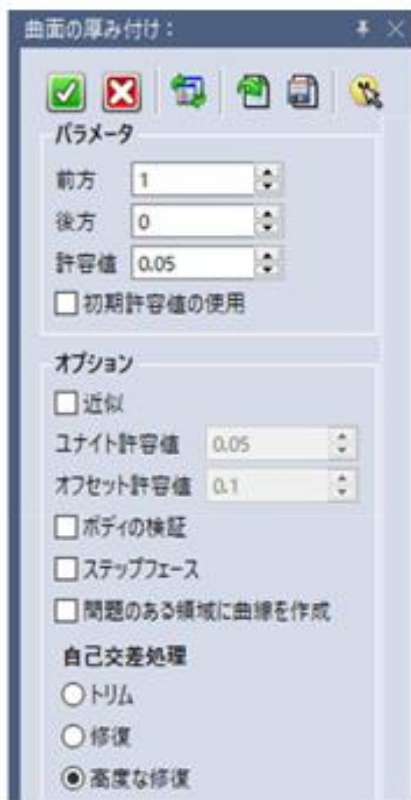 曲面の厚み付け：
パラメータ
前方 1
後方 0
許容値 0.05
初期許容値の使用
オプション
近似
ユナイト許容値 0.05
オフセット許容値 0.1
ボディの検証
ステップフェース
問題のある領域に曲線を作成
自己交差処理
トリム
修復
高度な修復